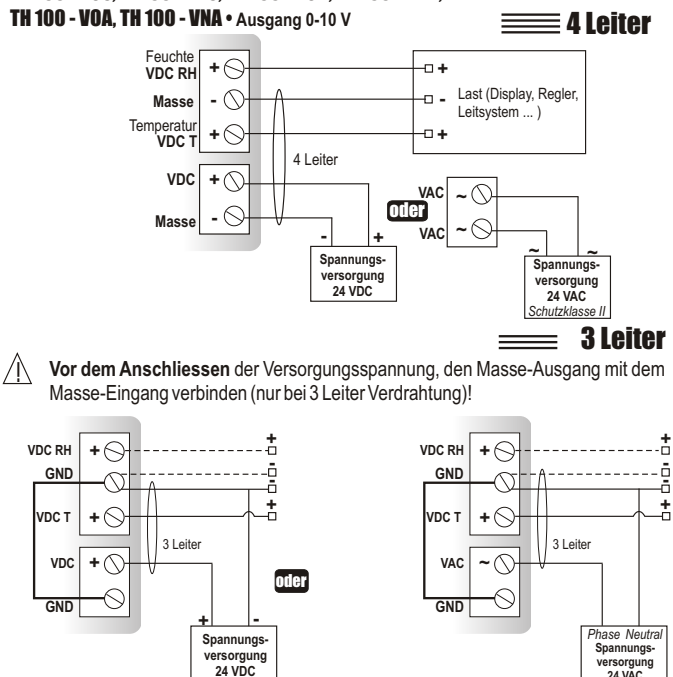 TH 100 - VOA, TH 100 - VNA • Ausgang 0-10 V
4 Leiter
Feuchte
VDC RH
+
+
Masse
-
-
Last (Display, Regler,
Leitsystem ... )
Temperatur
VDC T
+
+
4 Leiter
VDC
+
Masse
-
-
+
Spannungs-
versorgung
24 VDC
oder
VAC
~
VAC
~
~
~
Spannungs-
versorgung
24 VAC
Schutzklasse II
3 Leiter
Vor dem Anschliessen der Versorgungsspannung, den Masse-Ausgang mit dem
Masse-Eingang verbinden (nur bei 3 Leiter Verdrahtung)!
VDC RH
+
+
GND
-
-
VDC T
+
+
3 Leiter
VDC
+
GND
+
-
Spannungs-
versorgung
24 VDC
oder
VDC RH
+
+
GND
-
-
VDC T
+
+
3 Leiter
VAC
~
GND
Phase Neutral
Spannungs-
versorgung
24 VAC